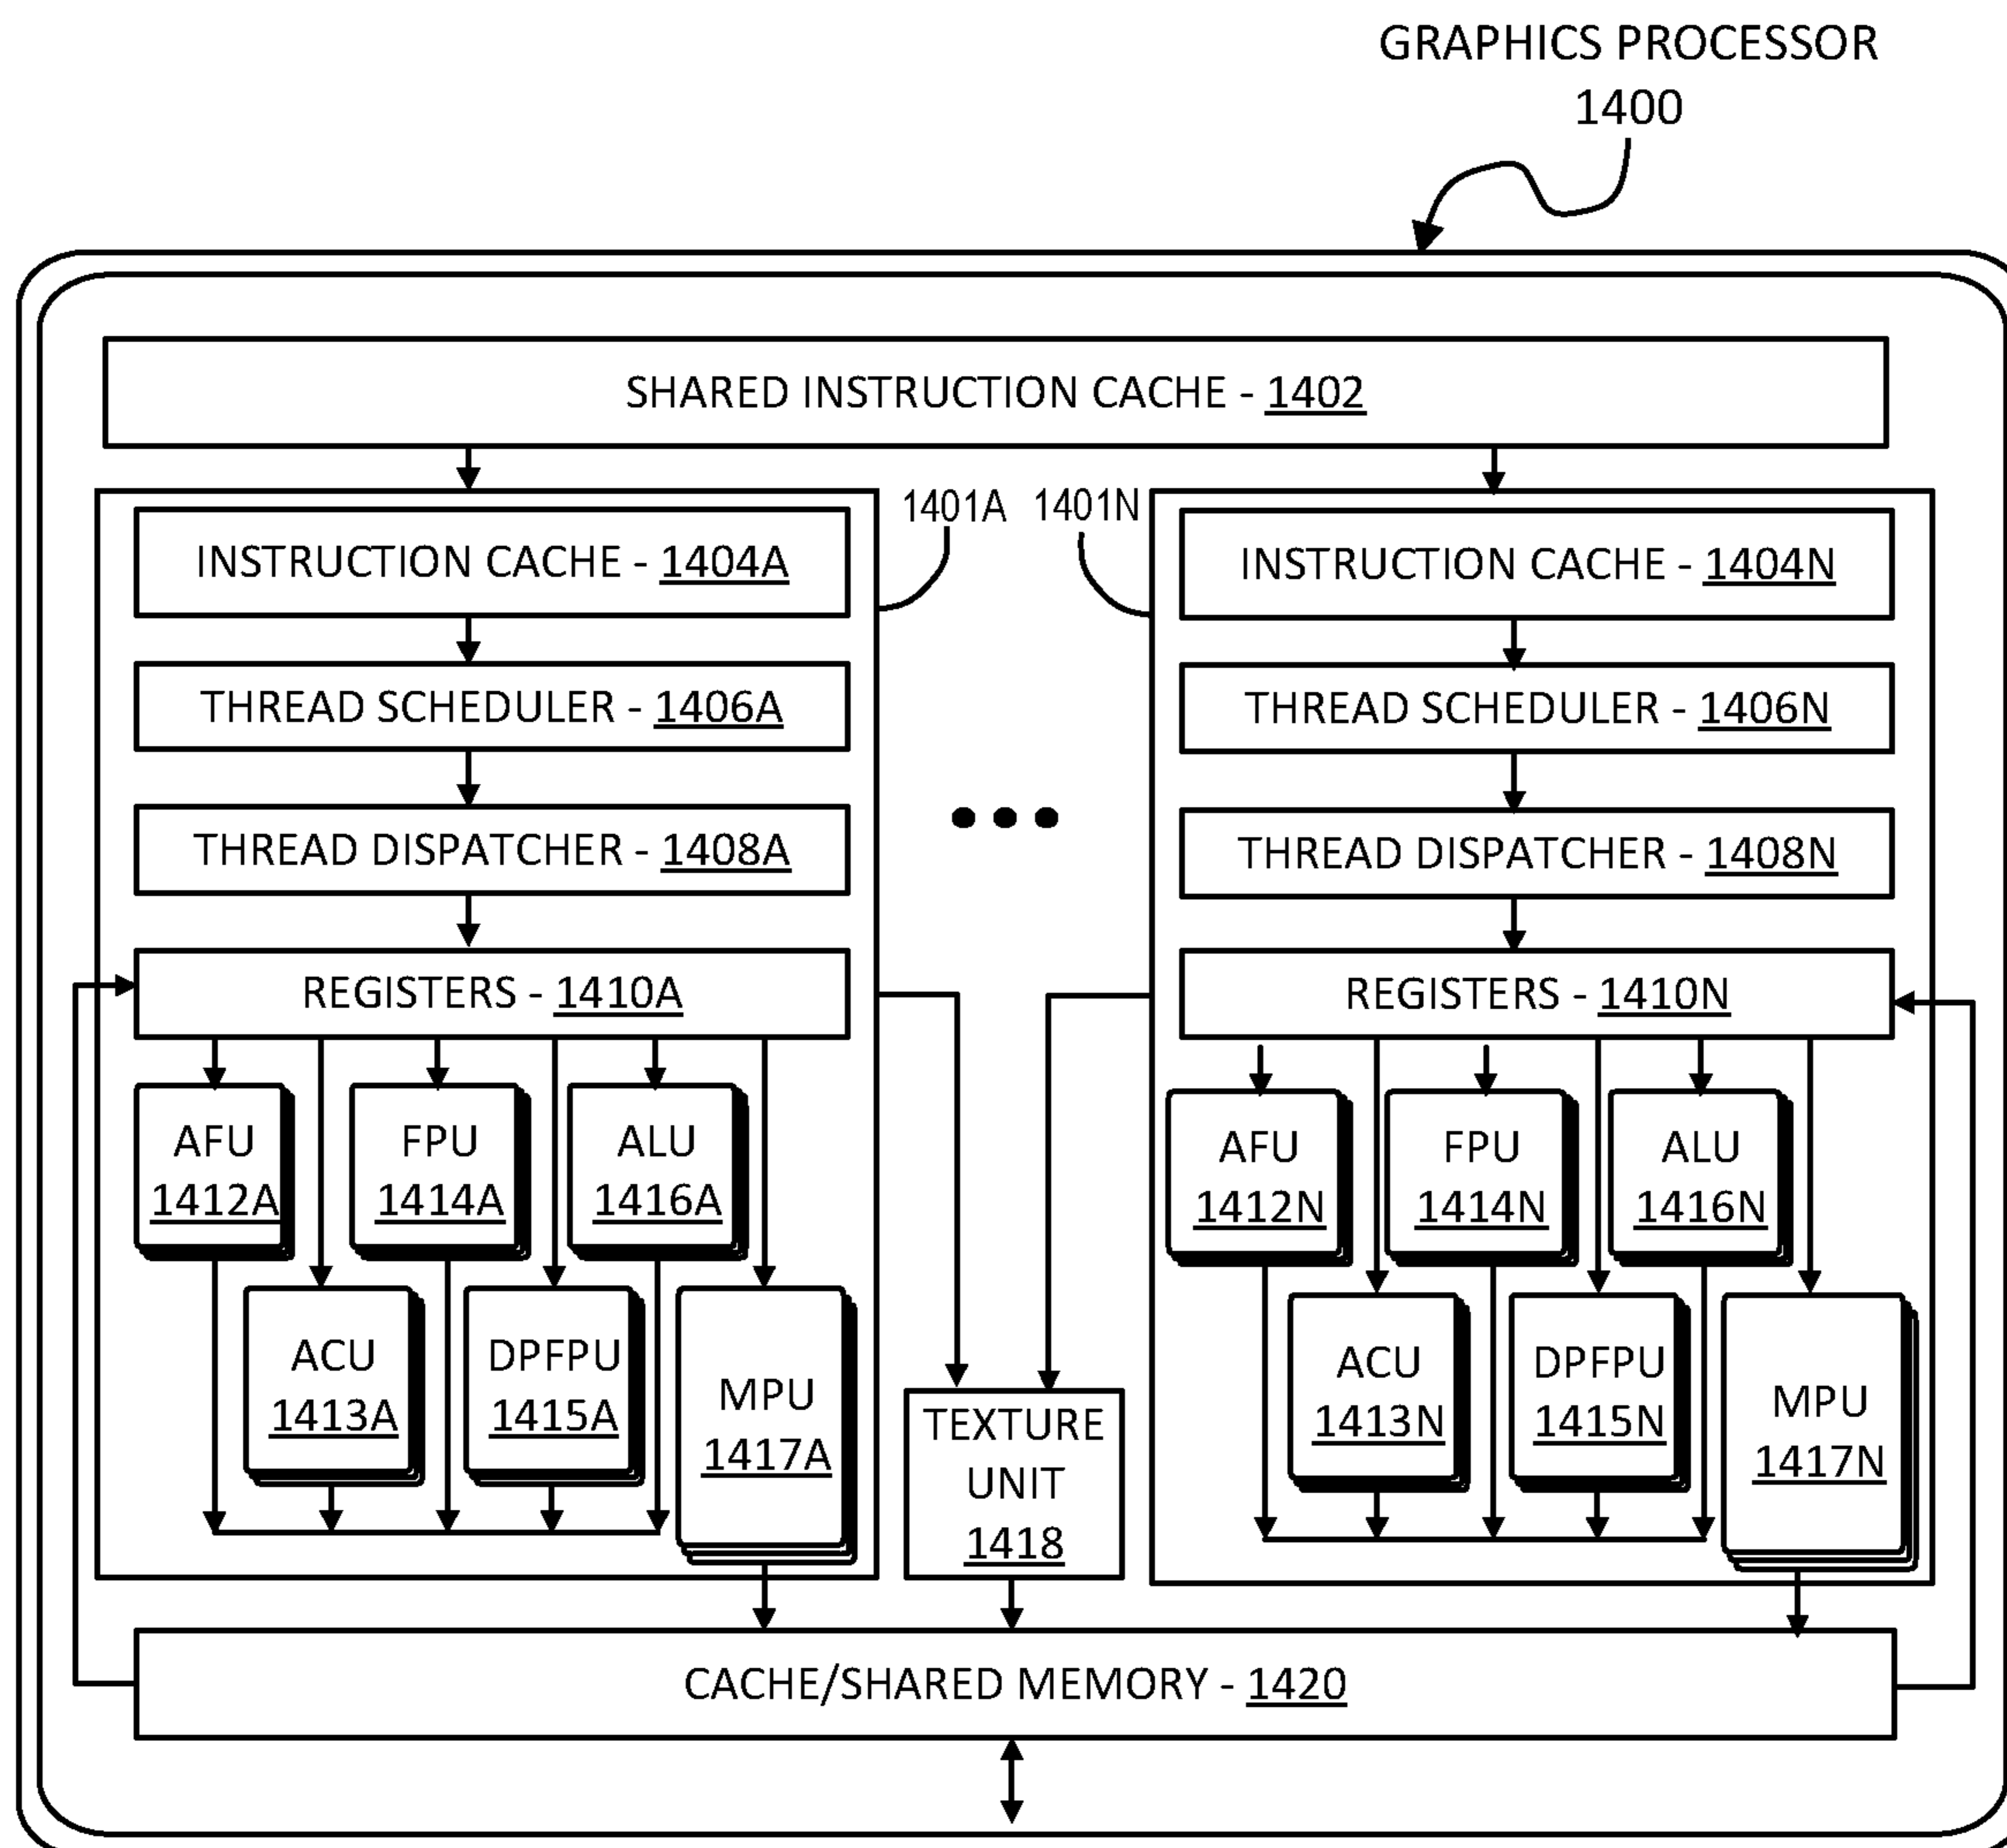 GRAPHICS PROCESSOR
1400
SHARED INSTRUCTION CACHE - 1402
1401A
1401N
INSTRUCTION CACHE - 1404A
THREAD SCHEDULER - 1406A
THREAD DISPATCHER - 1408A
REGISTERS - 1410A
AFU
1412A
FPU
1414A
ALU
1416A
ACU
1413A
DPFPU
1415A
MPU
1417A
TEXTURE
UNIT
1418
INSTRUCTION CACHE - 1404N
THREAD SCHEDULER - 1406N
THREAD DISPATCHER - 1408N
REGISTERS - 1410N
AFU
1412N
FPU
1414N
ALU
1416N
ACU
1413N
DPFPU
1415N
MPU
1417N
CACHE/SHARED MEMORY - 1420